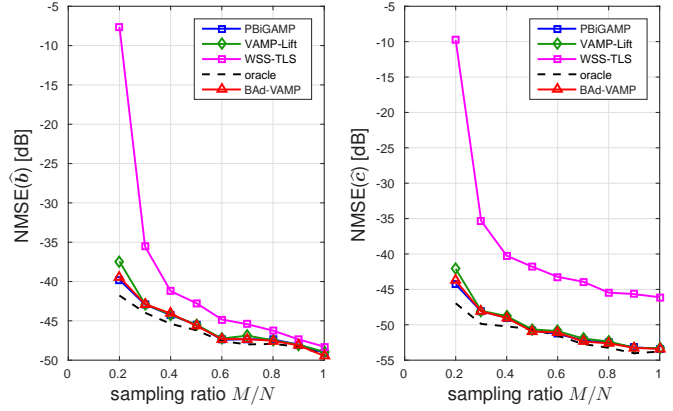 PBiGAMP
VAMP-Lift
WSS-TLS
oracle
BAd-VAMP
NMSE(b̂) [dB]
-5
-10
-15
-20
-25
-30
-35
-40
-45
-50
0 0.2 0.4 0.6 0.8 1
sampling ratio M/N
PBiGAMP
VAMP-Lift
WSS-TLS
oracle
BAd-VAMP
NMSE(ĉ) [dB]
-5
-10
-15
-20
-25
-30
-35
-40
-45
-50
-55
0 0.2 0.4 0.6 0.8 1
sampling ratio M/N